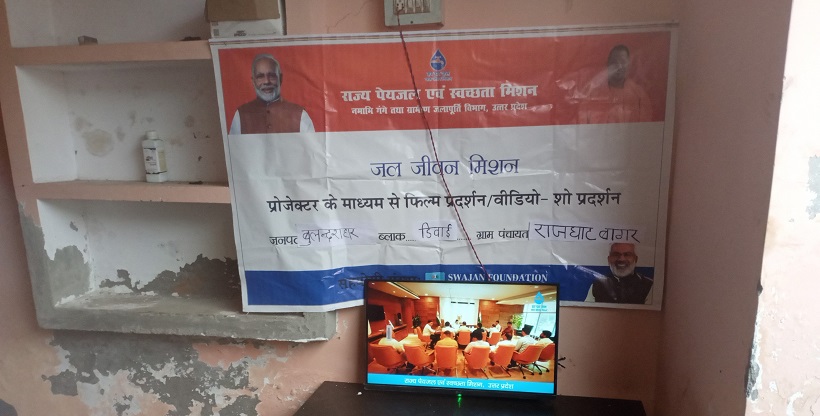 राज्य पेयजल एवं स्वच्छता मिशन
नमामि गंगे तथा ग्रामीण जलापूर्ति विभाग, उत्तर प्रदेश
जल जीवन मिशन
प्रोजेक्टर के माध्यम से फिल्म प्रदर्शन/वीडियो- शो प्रदर्शन
जनपद बुलन्दशहर ब्लाक.... डिबाई .... ग्राम पंचायत राजघाट बागर
SWAJAN FOUNDATION
राज्य पेयजल एवं स्वच्छता मिशन, उत्तर प्रदेश